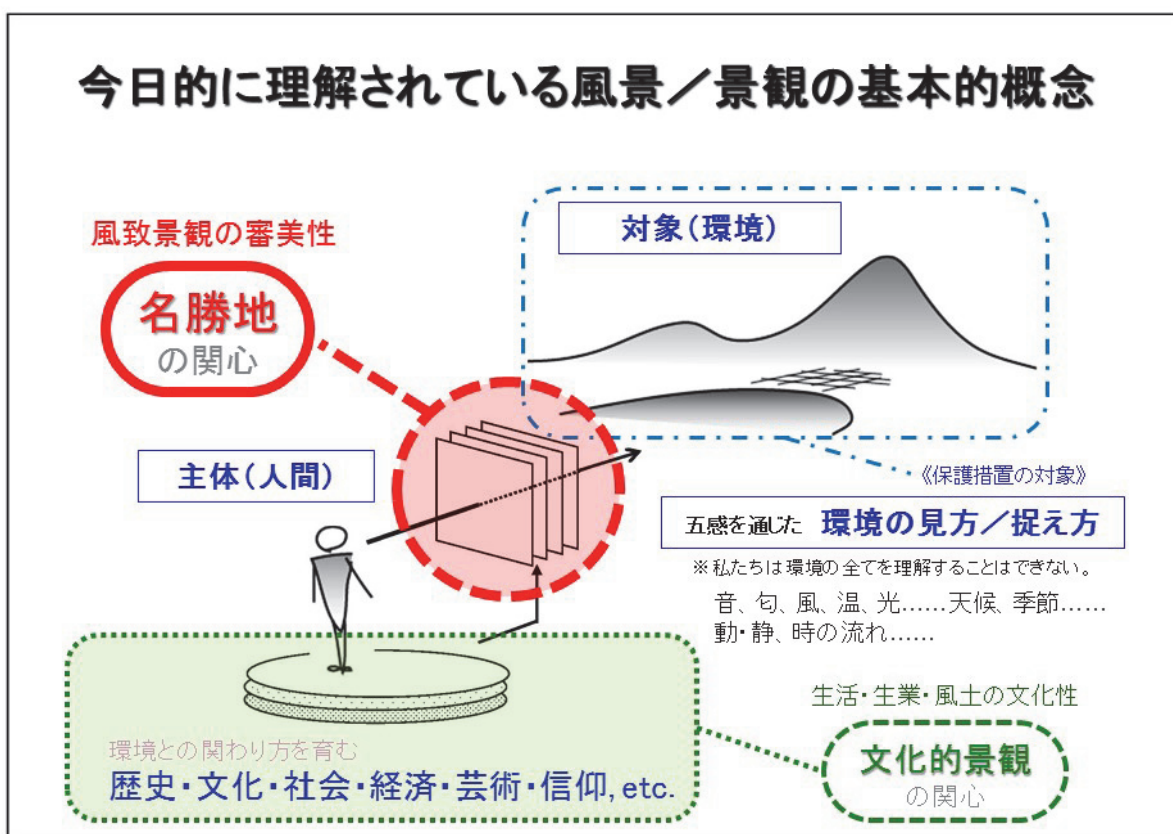 今日的に理解されている風景／景観の基本的概念
風致景観の審美性
名勝地
の関心
対象（環境）
主体（人間）
《保護措置の対象》
五感を通じた 環境の見方／捉え方
※私たちは環境の全てを理解することはできない。
音、匂、風、温、光……天候、季節……
動・静、時の流れ……
環境との関わり方を育む
歴史・文化・社会・経済・芸術・信仰, etc.
生活・生業・風土の文化性
文化的景観
の関心